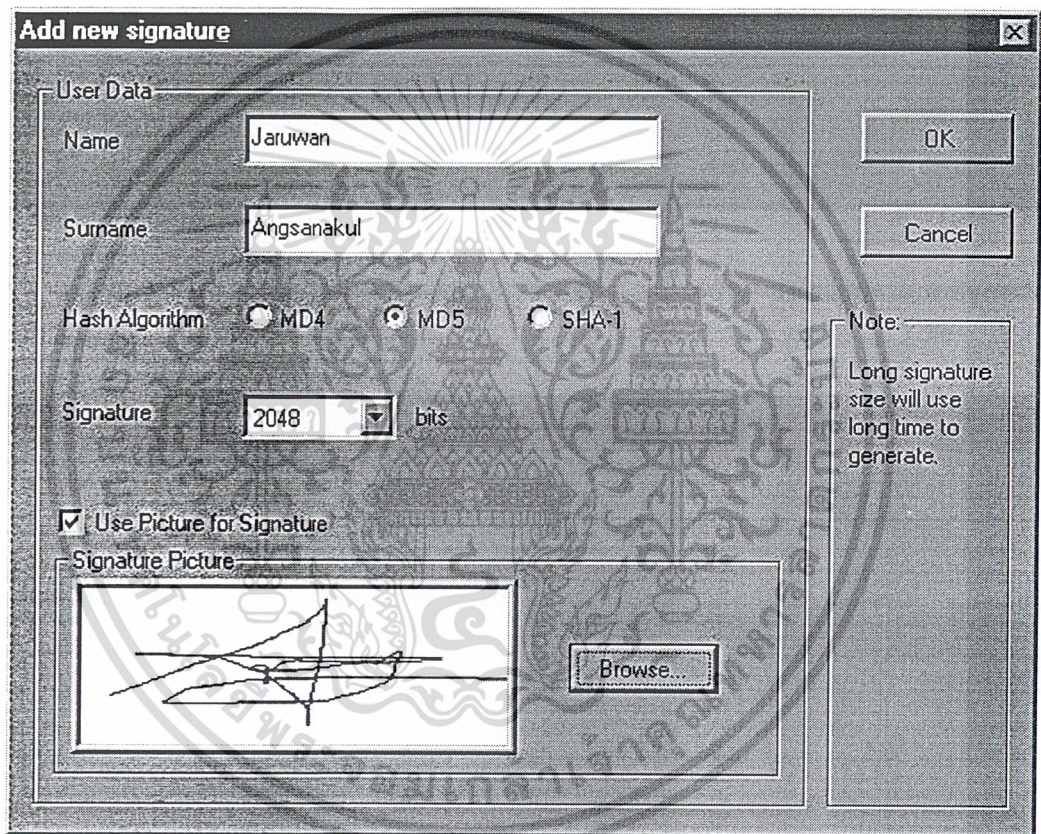 Add new signature
User Data
Name
Jaruwan
OK
Surname
Angsanakul
Cancel
Hash Algorithm
MD4
MD5
SHA-1
Note:
Long signature
size will use
long time to
generate.
Signature
2048
bits
Use Picture for Signature
Signature Picture
Browse...